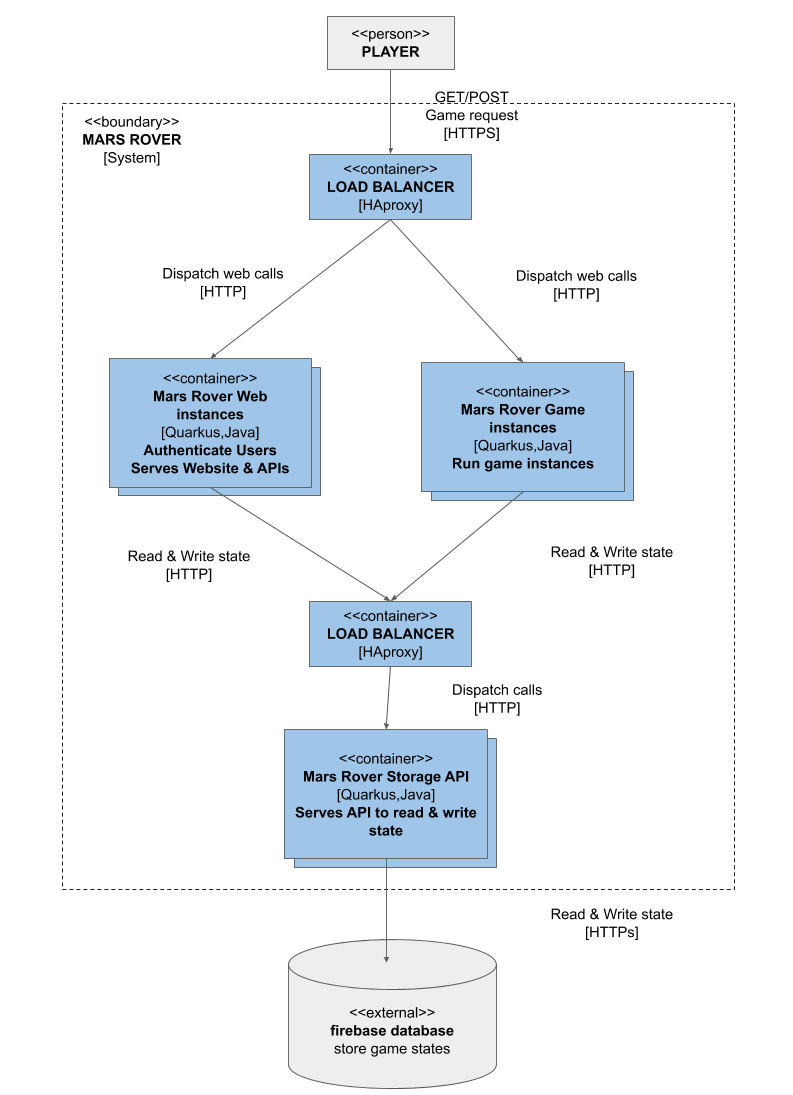 <<person>>
PLAYER
GET/POST
Game request
[HTTPS]
<<boundary>>
MARS ROVER
[System]
<<container>>
LOAD BALANCER
[HAproxy]
Dispatch web calls
[HTTP]
Dispatch web calls
[HTTP]
<<container>>
Mars Rover Web
instances
[Quarkus,Java]
Authenticate Users
Serves Website & APIs
<<container>>
Mars Rover Game
instances
[Quarkus,Java]
Run game instances
Read & Write state
[HTTP]
Read & Write state
[HTTP]
<<container>>
LOAD BALANCER
[HAproxy]
Dispatch calls
[HTTP]
<<container>>
Mars Rover Storage API
[Quarkus,Java]
Serves API to read & write
state
Read & Write state
[HTTPs]
<<external>>
firebase database
store game states